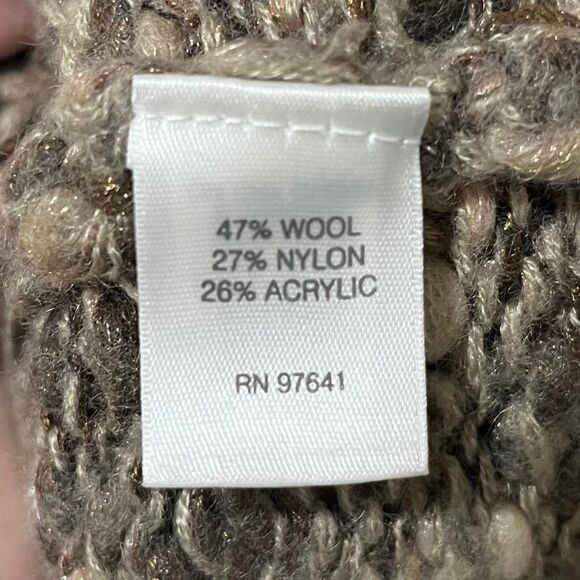 47% WOOL
27% NYLON
26% ACRYLIC
RN 97641